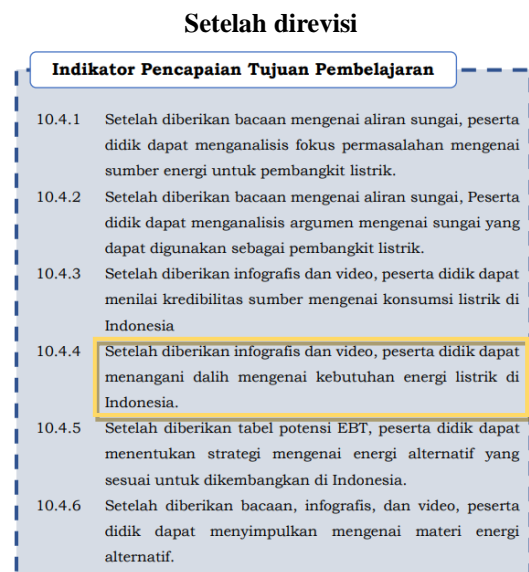 Setelah direvisi
Indikator Pencapaian Tujuan Pembelajaran
10.4.1 Setelah diberikan bacaan mengenai aliran sungai, peserta
didik dapat menganalisis fokus permasalahan mengenai
sumber energi untuk pembangkit listrik.
10.4.2 Setelah diberikan bacaan mengenai aliran sungai, Peserta
didik dapat menganalisis argumen mengenai sungai yang
dapat digunakan sebagai pembangkit listrik.
10.4.3 Setelah diberikan infografis dan video, peserta didik dapat
menilai kredibilitas sumber mengenai konsumsi listrik di
Indonesia
10.4.4 Setelah diberikan infografis dan video, peserta didik dapat
menangani dalih mengenai kebutuhan energi listrik di
Indonesia.
10.4.5 Setelah diberikan tabel potensi EBT, peserta didik dapat
menentukan strategi mengenai energi alternatif yang
sesuai untuk dikembangkan di Indonesia.
10.4.6 Setelah diberikan bacaan, infografis, dan video, peserta
didik dapat menyimpulkan mengenai materi energi
alternatif.